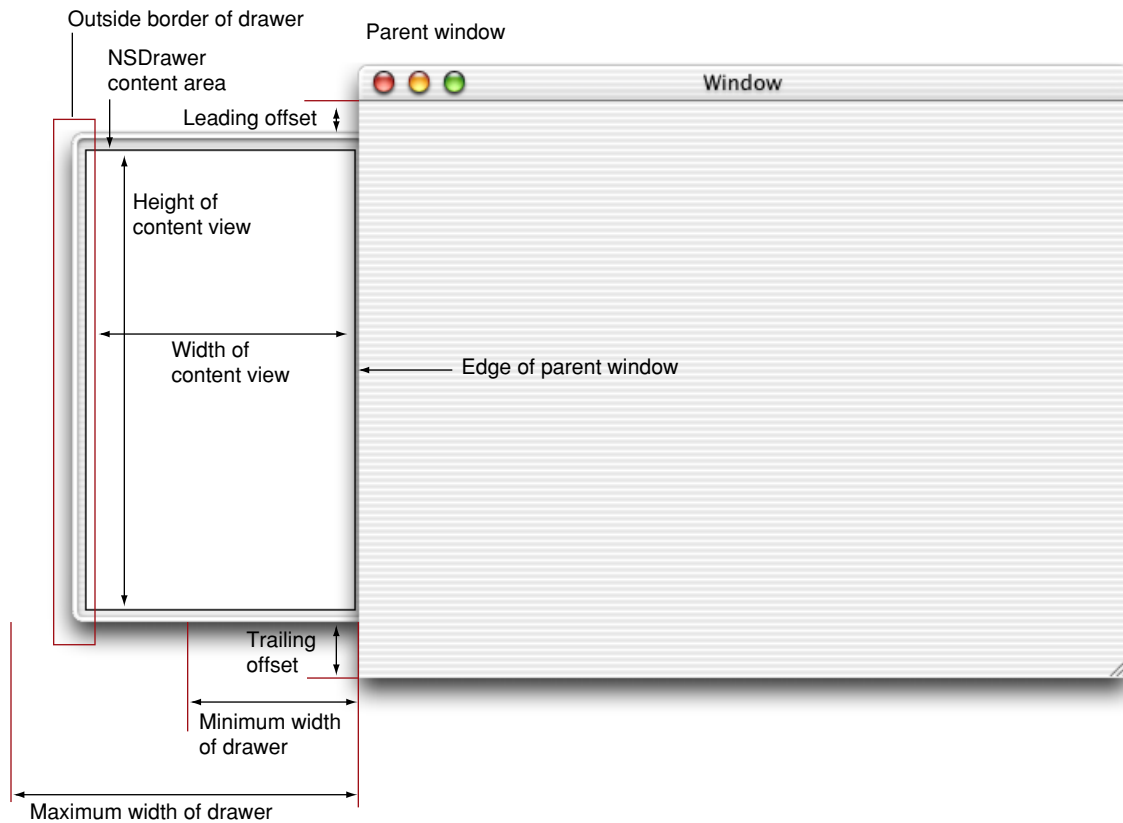 Outside border of drawer
Parent window
NSDrawer
content area
Window
Leading offset
Height of
content view
Width of
content view
Edge of parent window
Trailing
offset
Minimum width
of drawer
Maximum width of drawer